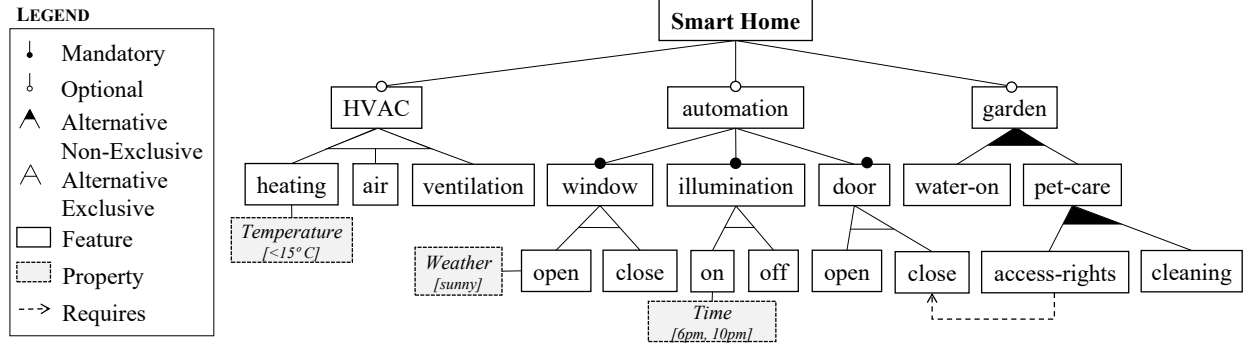 LEGEND
Mandatory
Optional
Alternative
Non-Exclusive
Alternative
Exclusive
Feature
Property
Requires
Smart Home
HVAC
automation
garden
heating
air
ventilation
window
illumination
door
water-on
pet-care
Temperature
[<15º C]
Weather
[sunny]
open
close
on
off
open
close
access-rights
cleaning
Time
[6pm, 10pm]